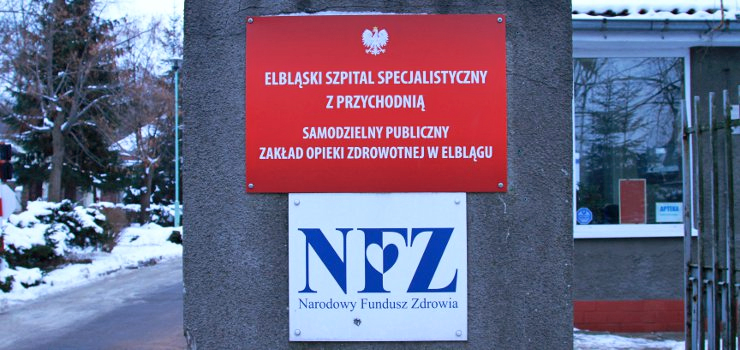 ELBLĄSKI SZPITAL SPECJALISTYCZNY
Z PRZYCHODNIĄ
SAMODZIELNY PUBLICZNY
ZAKŁAD OPIEKI ZDROWOTNEJ W ELBLĄGU
NFZ
Narodowy Fundusz Zdrowia
APTEKA